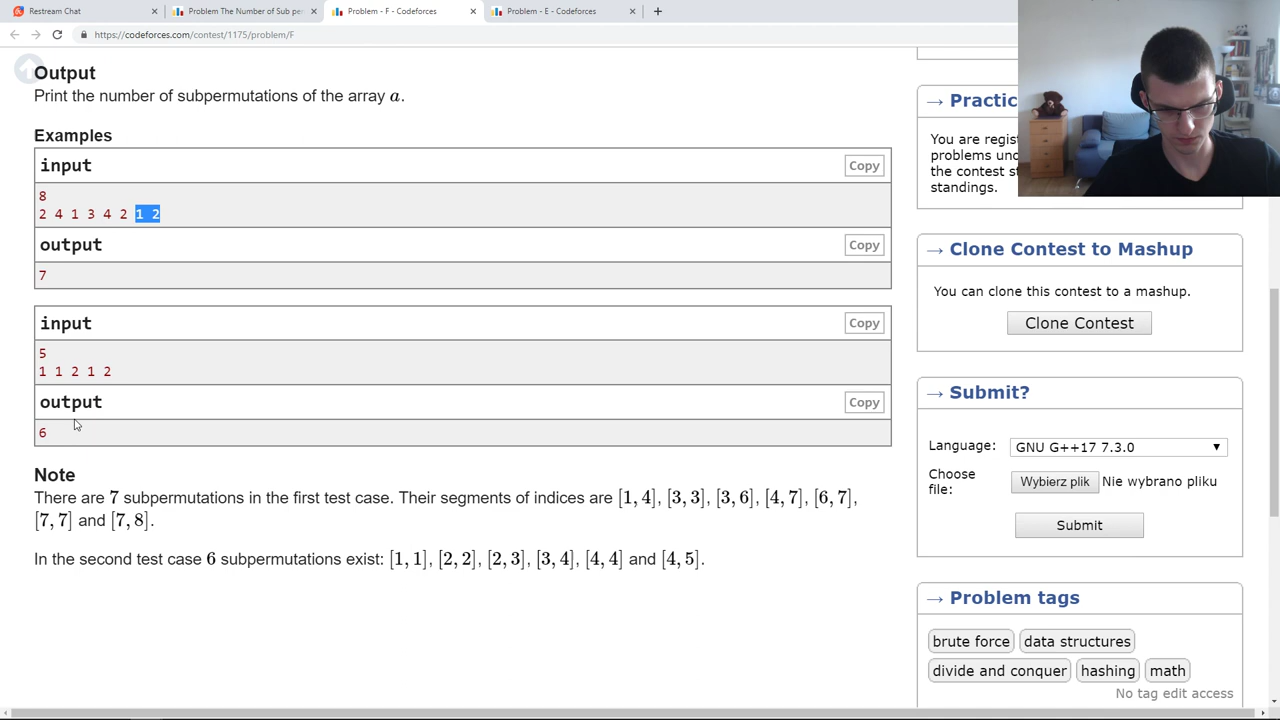 Restream Chat
Problem The Number of Sub pe
Problem - F - Codeforces
Problem - E - Codeforces
https://codeforces.com/contest/1175/problem/F
Output
Print the number of subpermutations of the array a.
Examples
input
Copy
8
2 4 1 3 4 2 1 2
output
Copy
7
input
Copy
5
1 1 2 1 2
output
Copy
6
Note
There are 7 subpermutations in the first test case. Their segments of indices are [1, 4], [3, 3], [3, 6], [4, 7], [6, 7],
[7, 7] and [7, 8].
In the second test case 6 subpermutations exist: [1, 1], [2, 2], [2, 3], [3, 4], [4, 4] and [4, 5].
→ Practic
You are regist
problems un
the contest s
standings.
→ Clone Contest to Mashup
You can clone this contest to a mashup.
Clone Contest
→ Submit?
Language:
GNU G++17 7.3.0
Choose
file:
Wybierz plik
Nie wybrano pliku
Submit
→ Problem tags
brute force
data structures
divide and conquer
hashing
math
No tag edit access